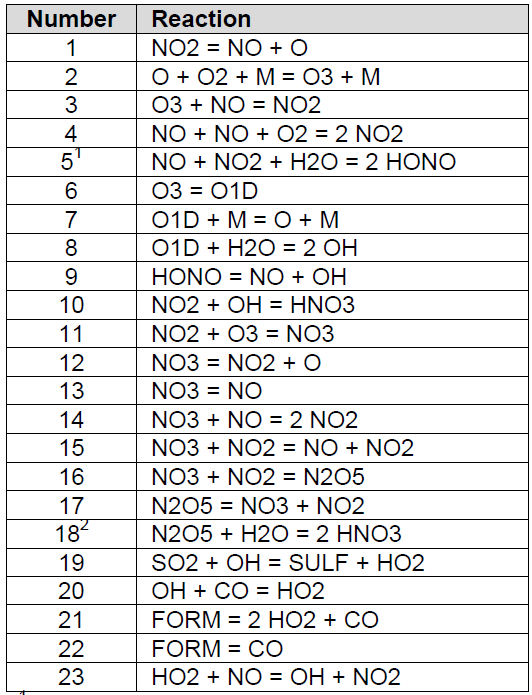 Number Reaction
1 NO2 = NO + O
2 O + O2 + M = O3 + M
3 O3 + NO = NO2
4 NO + NO + O2 = 2 NO2
5¹ NO + NO2 + H2O = 2 HONO
6 O3 = O1D
7 O1D + M = O + M
8 O1D + H2O = 2 OH
9 HONO = NO + OH
10 NO2 + OH = HNO3
11 NO2 + O3 = NO3
12 NO3 = NO2 + O
13 NO3 = NO
14 NO3 + NO = 2 NO2
15 NO3 + NO2 = NO + NO2
16 NO3 + NO2 = N2O5
17 N2O5 = NO3 + NO2
18² N2O5 + H2O = 2 HNO3
19 SO2 + OH = SULF + HO2
20 OH + CO = HO2
21 FORM = 2 HO2 + CO
22 FORM = CO
23 HO2 + NO = OH + NO2